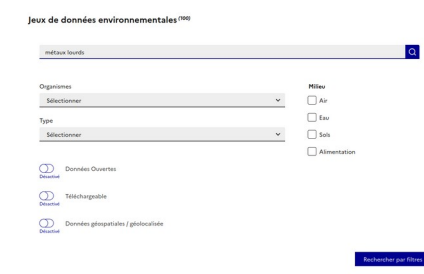 Jeux de données environnementales (100)
métaux lourds
Organismes
Sélectionner
Type
Sélectionner
Milieu
Air
Eau
Sols
Alimentation
Données Ouvertes
Désactivé
Téléchargeable
Désactivé
Données géospatiales / géolocalisée
Désactivé
Rechercher par filtres